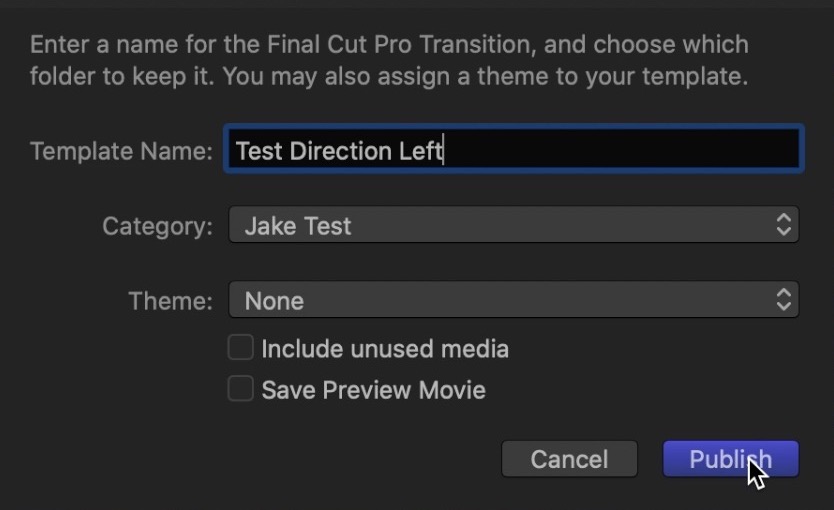 Enter a name for the Final Cut Pro Transition, and choose which
folder to keep it. You may also assign a theme to your template.
Template Name: Test Direction Left
Category: Jake Test
Theme: None
Include unused media
Save Preview Movie
Cancel Publish